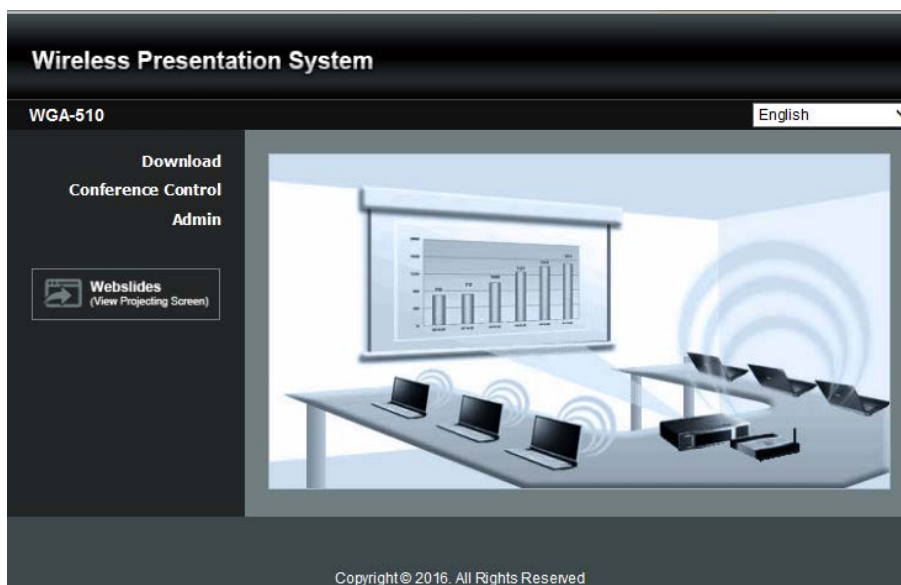 Wireless Presentation System
WGA-510
English
Download
Conference Control
Admin
Webslides
(View Projecting Screen)
Copyright © 2016. All Rights Reserved